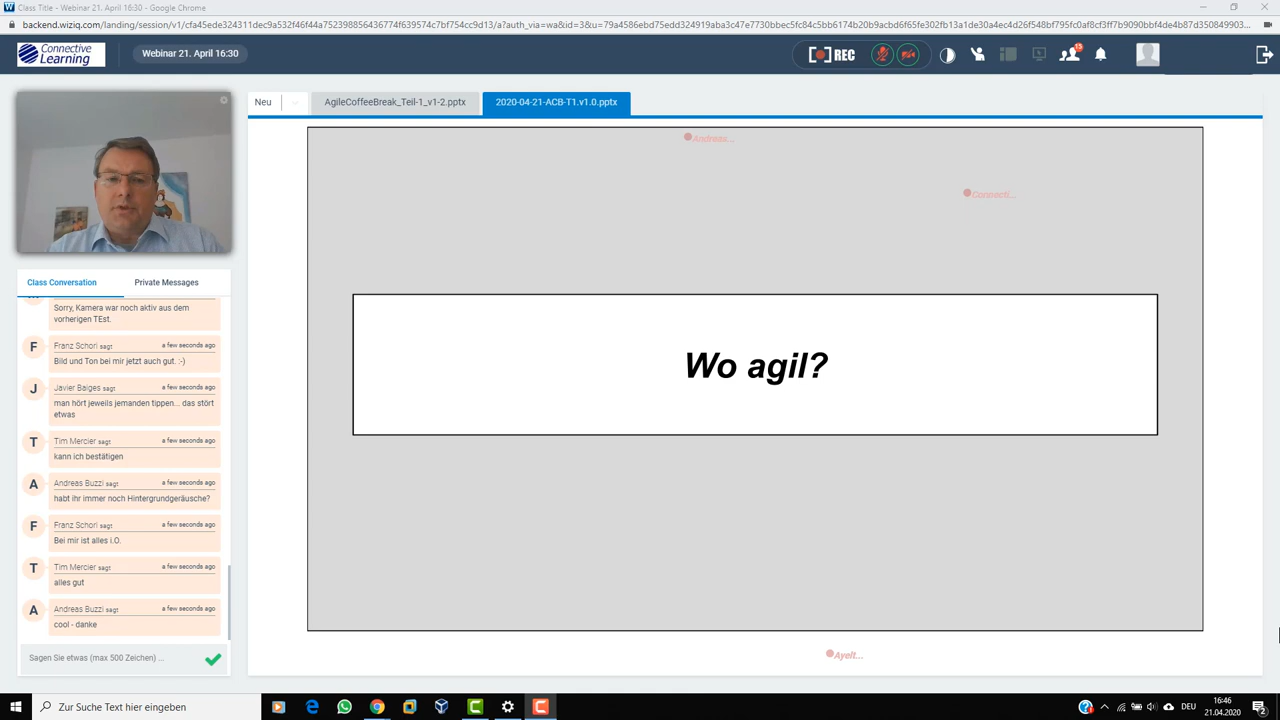 Class Title - Webinar 21. April 16:30 - Google Chrome
Connective Learning
Webinar 21. April 16:30
REC
13
Neu
AgileCoffeeBreak_Teil-1_v1-2.pptx
2020-04-21-ACB-T1.v1.0.pptx
Andreas...
Connecti...
Wo agil?
Ayelt...
Class Conversation
Private Messages
Sorry, Kamera war noch aktiv aus dem
vorherigen TEst.
F
Franz Schori sagt
a few seconds ago
Bild und Ton bei mir jetzt auch gut. :-)
J
Javier Baiges sagt
a few seconds ago
man hört jeweils jemanden tippen... das stört
etwas
T
Tim Mercier sagt
a few seconds ago
kann ich bestätigen
A
Andreas Buzzi sagt
a few seconds ago
habt ihr immer noch Hintergrundgeräusche?
F
Franz Schori sagt
a few seconds ago
Bei mir ist alles i.O.
T
Tim Mercier sagt
a few seconds ago
alles gut
A
Andreas Buzzi sagt
a few seconds ago
cool - danke
Sagen Sie etwas (max 500 Zeichen) ...
Zur Suche Text hier eingeben
DEU
16:46
21.04.2020
2